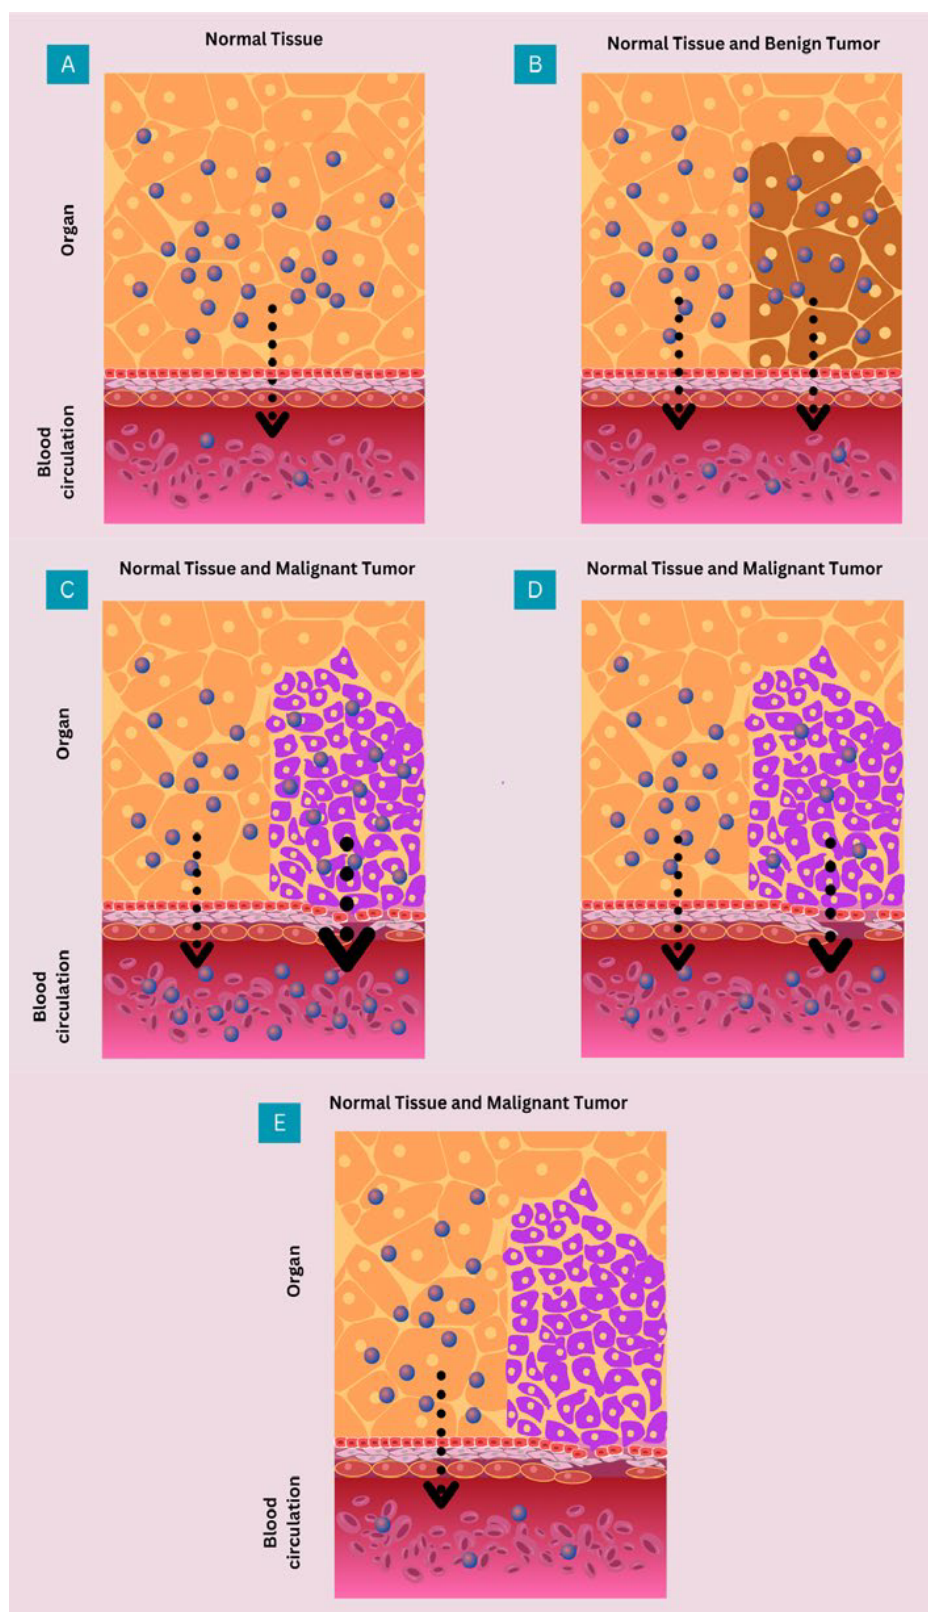 A
Normal Tissue
B
Normal Tissue and Benign Tumor
Organ
Blood
circulation
C
Normal Tissue and Malignant Tumor
D
Normal Tissue and Malignant Tumor
Organ
Blood
circulation
E
Normal Tissue and Malignant Tumor
Organ
Blood
circulation